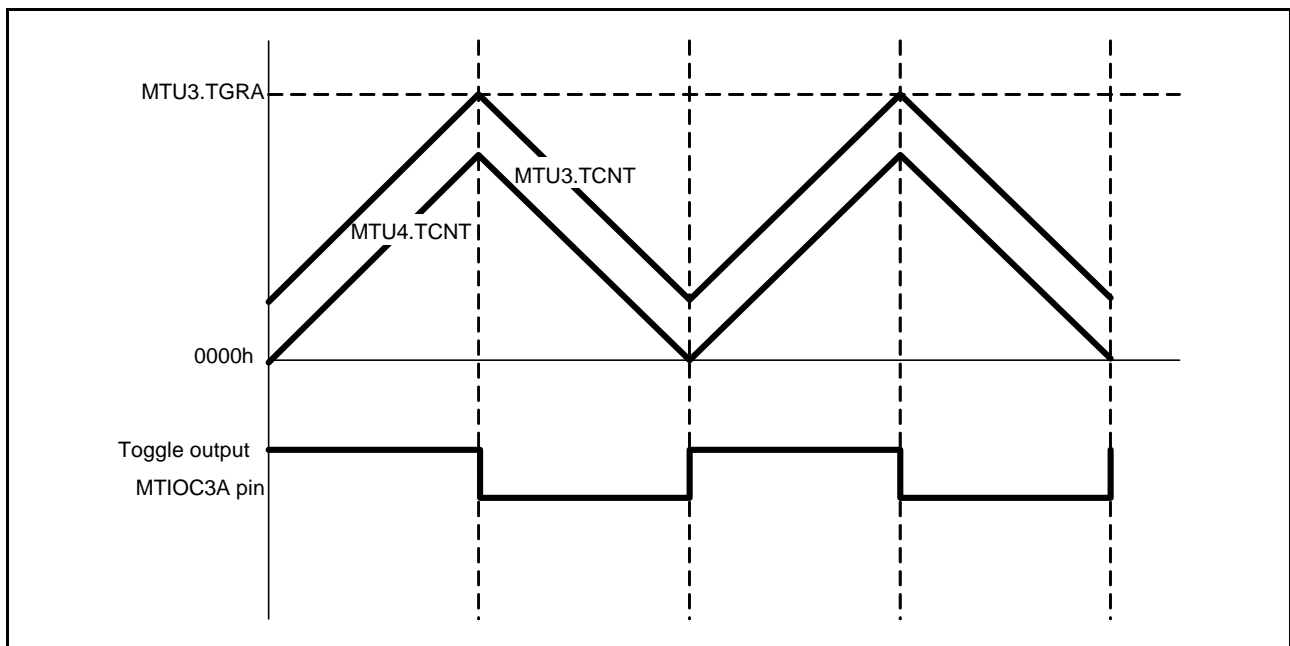 MTU3.TGRA
MTU3.TCNT
MTU4.TCNT
0000h
Toggle output
MTIOC3A pin